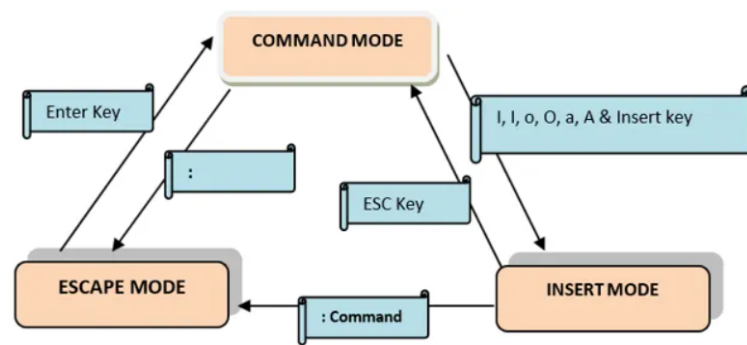 COMMAND MODE
Enter Key
I, I, o, O, a, A & Insert key
:
ESC Key
ESCAPE MODE
INSERT MODE
: Command